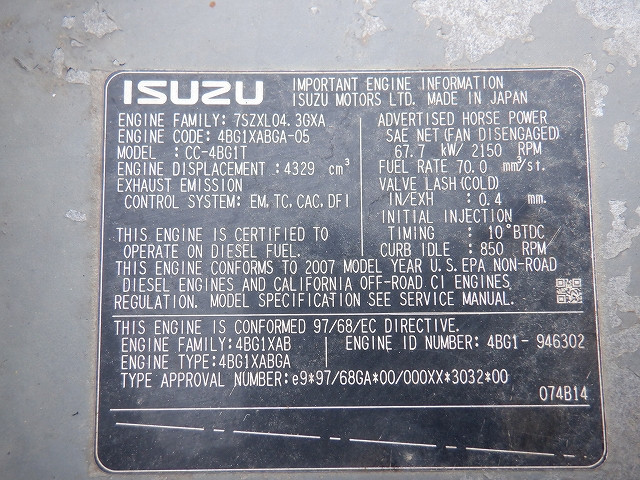 ISUZU
IMPORTANT ENGINE INFORMATION
ISUZU MOTORS LTD. MADE IN JAPAN
ENGINE FAMILY: 7SZXL04.3GXA
ENGINE CODE: 4BG1XABGA-05
MODEL : CC-4BG1T
ENGINE DISPLACEMENT :4329 cm³
EXHAUST EMISSION
CONTROL SYSTEM: EM,TC,CAC,DFI
THIS ENGINE IS CERTIFIED TO
OPERATE ON DIESEL FUEL.
ADVERTISED HORSE POWER
SAE NET(FAN DISENGAGED)
67.7 kW/ 2150 RPM
FUEL RATE 70.0 mm³/st.
VALVE LASH(COLD)
IN/EXH : 0.4 mm.
INITIAL INJECTION
TIMING : 10°BTDC
CURB IDLE : 850 RPM
THIS ENGINE CONFORMS TO 2007 MODEL YEAR U.S.EPA NON-ROAD
DIESEL ENGINES AND CALIFORNIA OFF-ROAD CI ENGINES
REGULATION. MODEL SPECIFICATION SEE SERVICE MANUAL.
THIS ENGINE IS CONFORMED 97/68/EC DIRECTIVE.
ENGINE FAMILY:4BG1XAB
ENGINE TYPE:4BG1XABGA
ENGINE ID NUMBER: 4BG1- 946302
TYPE APPROVAL NUMBER:e9*97/68GA*00/000XX*3032*00
074B14